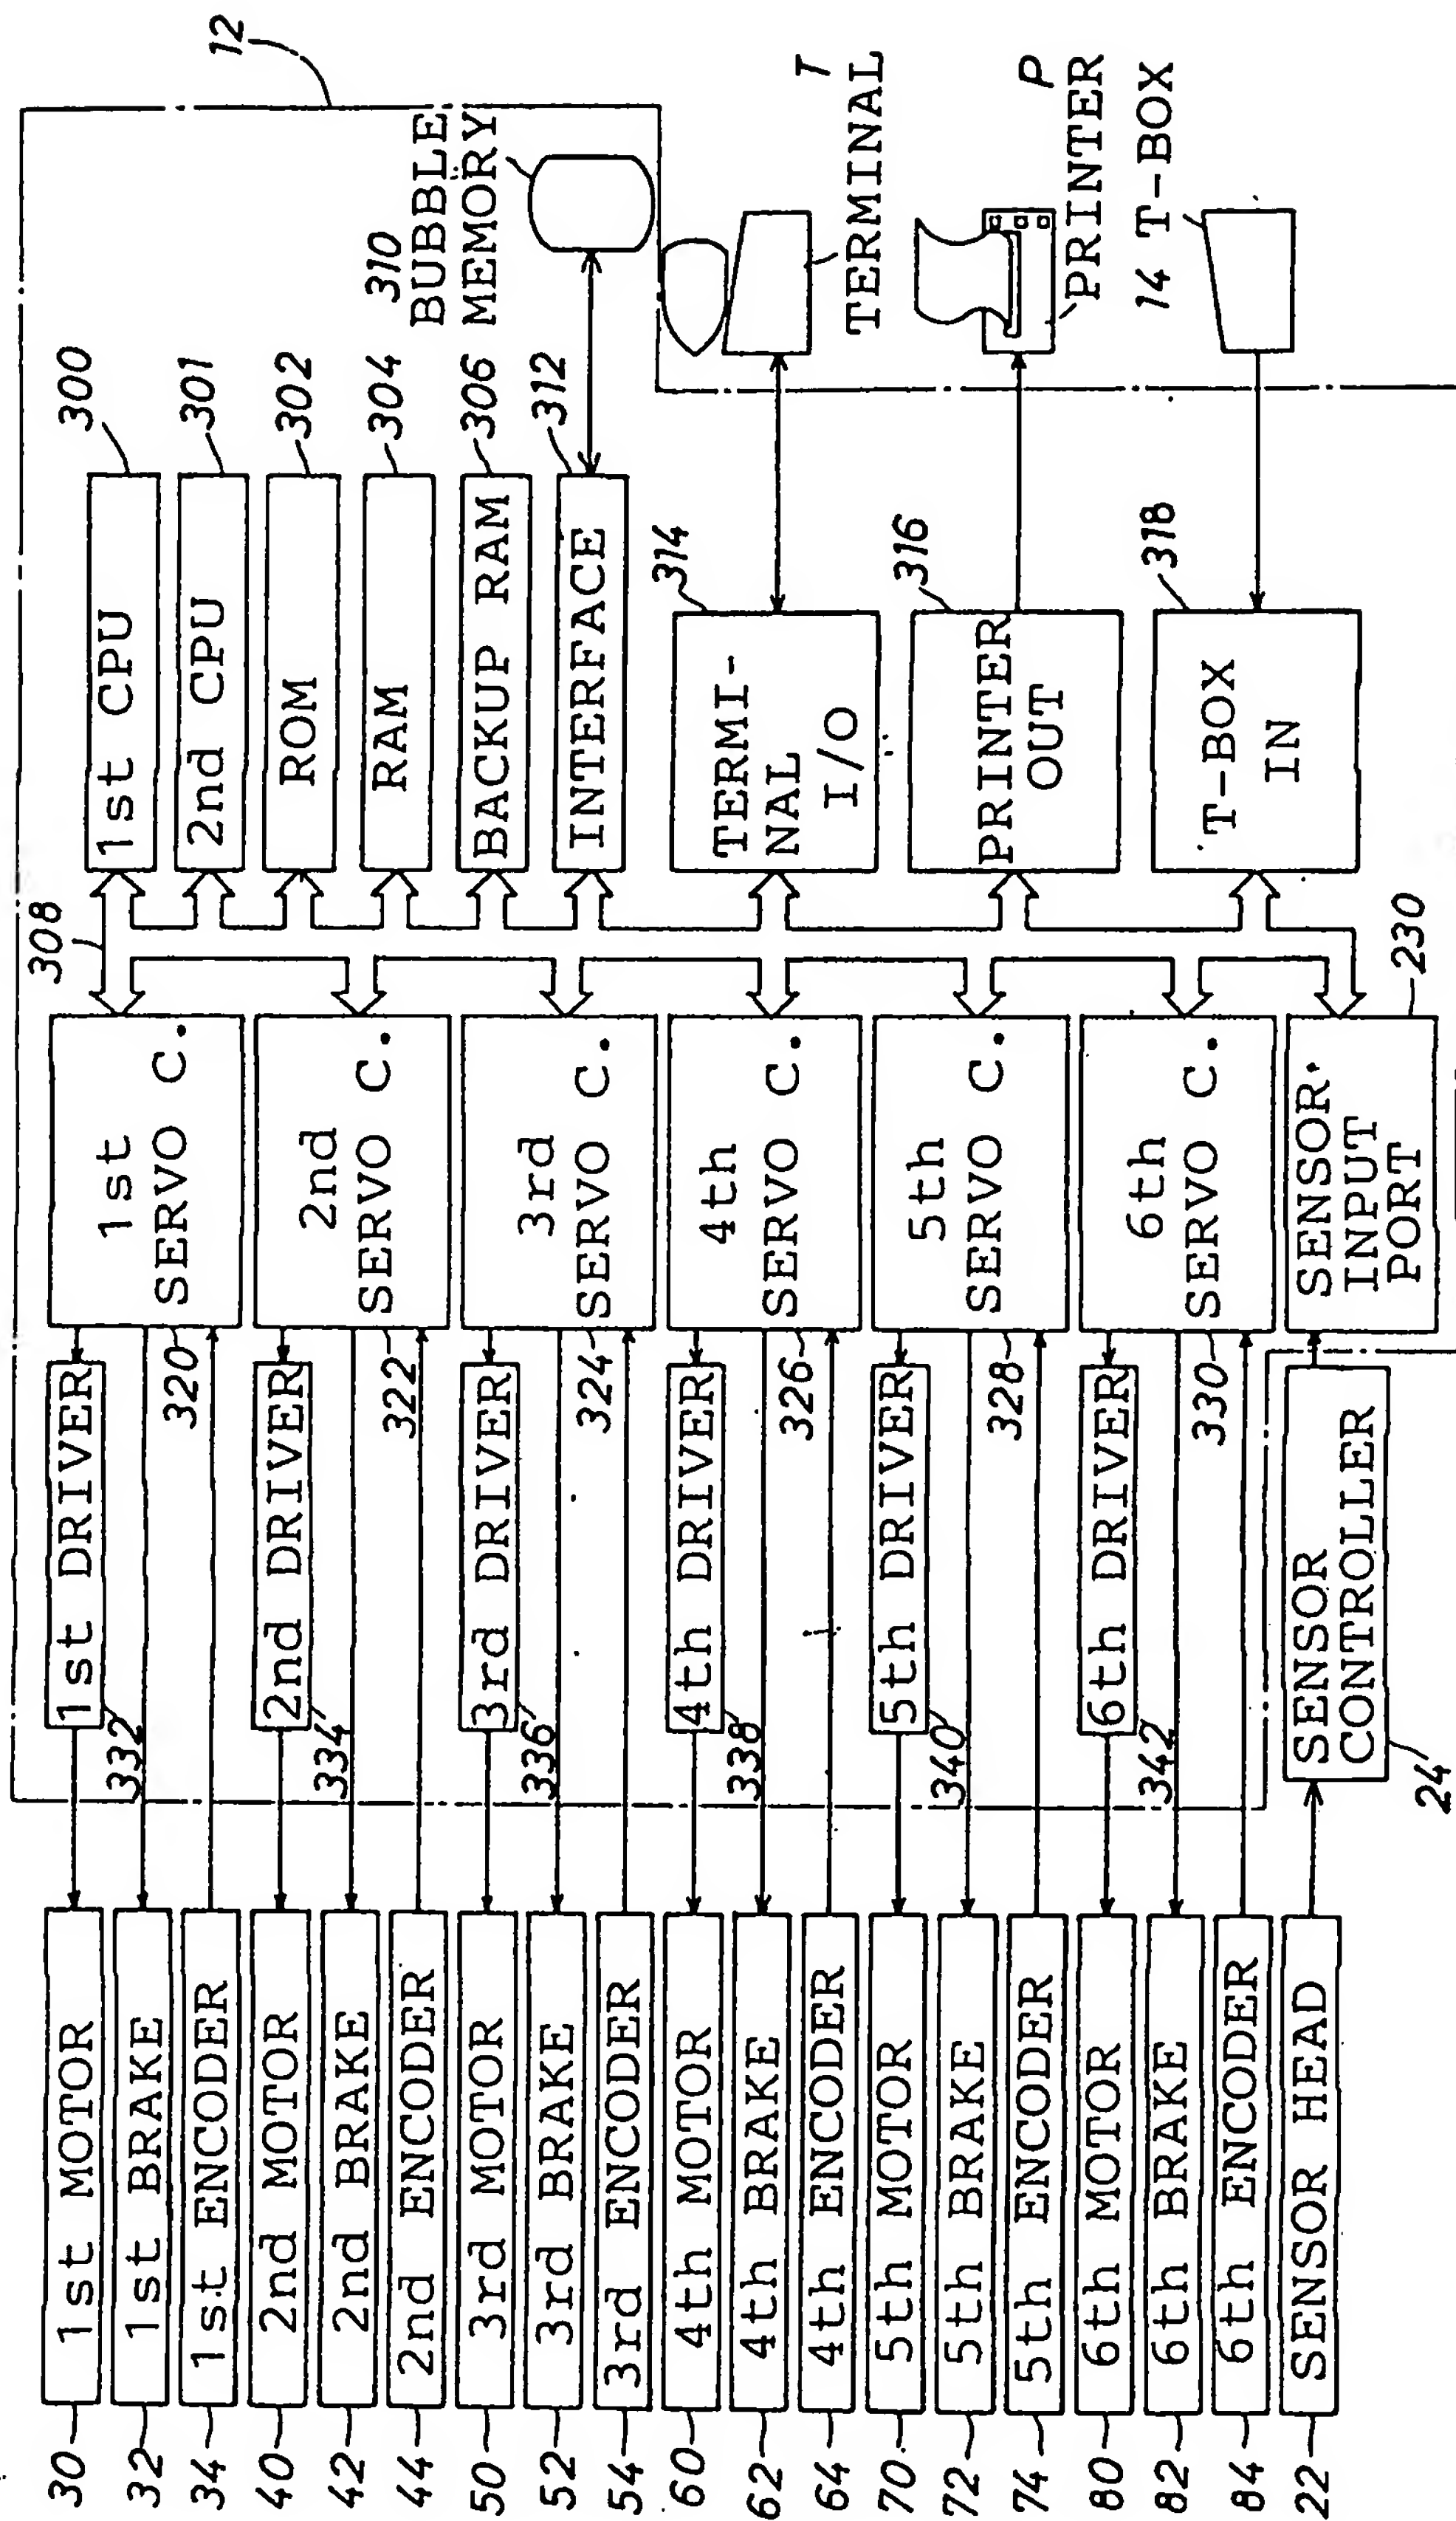 12
300
1st CPU
301
2nd CPU
302
ROM
304
RAM
306
BACKUP RAM
312
INTERFACE
310
BUBBLE
MEMORY
308
314
TERMI-
NAL
I/O
T
TERMINAL
316
PRINTER
OUT
P
PRINTER
318
T-BOX
IN
14 T-BOX
1st
SERVO C.
320
2nd
SERVO C.
322
3rd
SERVO C.
324
4th
SERVO C.
326
5th
SERVO C.
328
6th
SERVO C.
330
SENSOR
INPUT
PORT
230
1st DRIVER
332
2nd DRIVER
334
3rd DRIVER
336
4th DRIVER
338
5th DRIVER
340
6th DRIVER
342
SENSOR
CONTROLLER
24
30
1st MOTOR
32
1st BRAKE
34
1st ENCODER
40
2nd MOTOR
42
2nd BRAKE
44
2nd ENCODER
50
3rd MOTOR
52
3rd BRAKE
54
3rd ENCODER
60
4th MOTOR
62
4th BRAKE
64
4th ENCODER
70
5th MOTOR
72
5th BRAKE
74
5th ENCODER
80
6th MOTOR
82
6th BRAKE
84
6th ENCODER
22
SENSOR HEAD